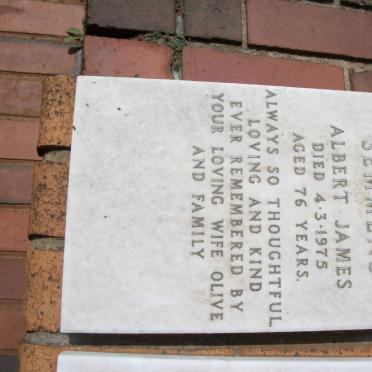 ALBERT JAMES
DIED 4.3.1975
AGED 76 YEARS.
ALWAYS SO THOUGHTFUL
LOVING AND KIND
EVER REMEMBERED BY
YOUR LOVING WIFE OLIVE
AND FAMILY